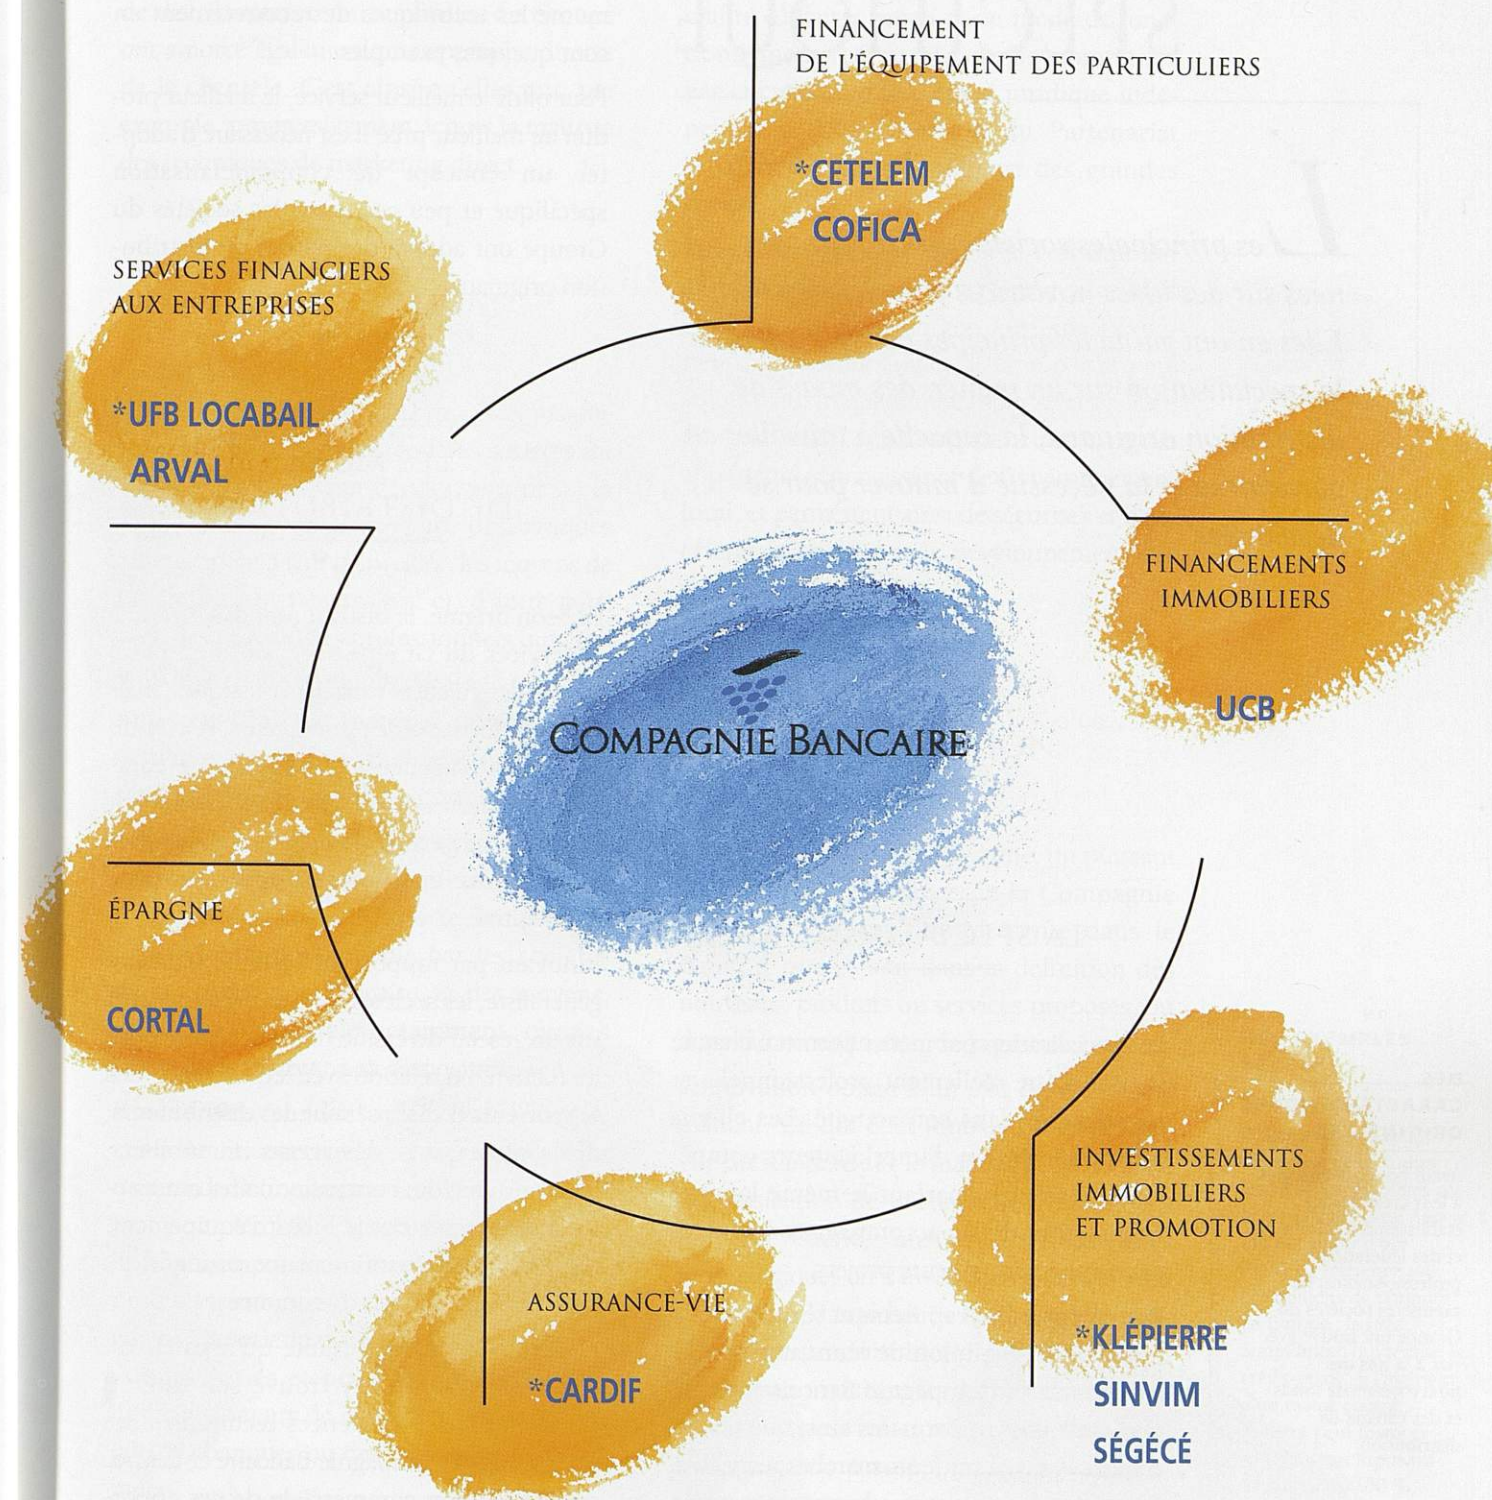 FINANCEMENT
DE L'ÉQUIPEMENT DES PARTICULIERS
*CETELEM
COFICA
SERVICES FINANCIERS
AUX ENTREPRISES
*UFB LOCABAIL
ARVAL
FINANCEMENTS
IMMOBILIERS
UCB
COMPAGNIE BANCAIRE
ÉPARGNE
CORTAL
INVESTISSEMENTS
IMMOBILIERS
ET PROMOTION
*KLÉPIERRE
SINVIM
SÉGÉCÉ
ASSURANCE-VIE
*CARDIF